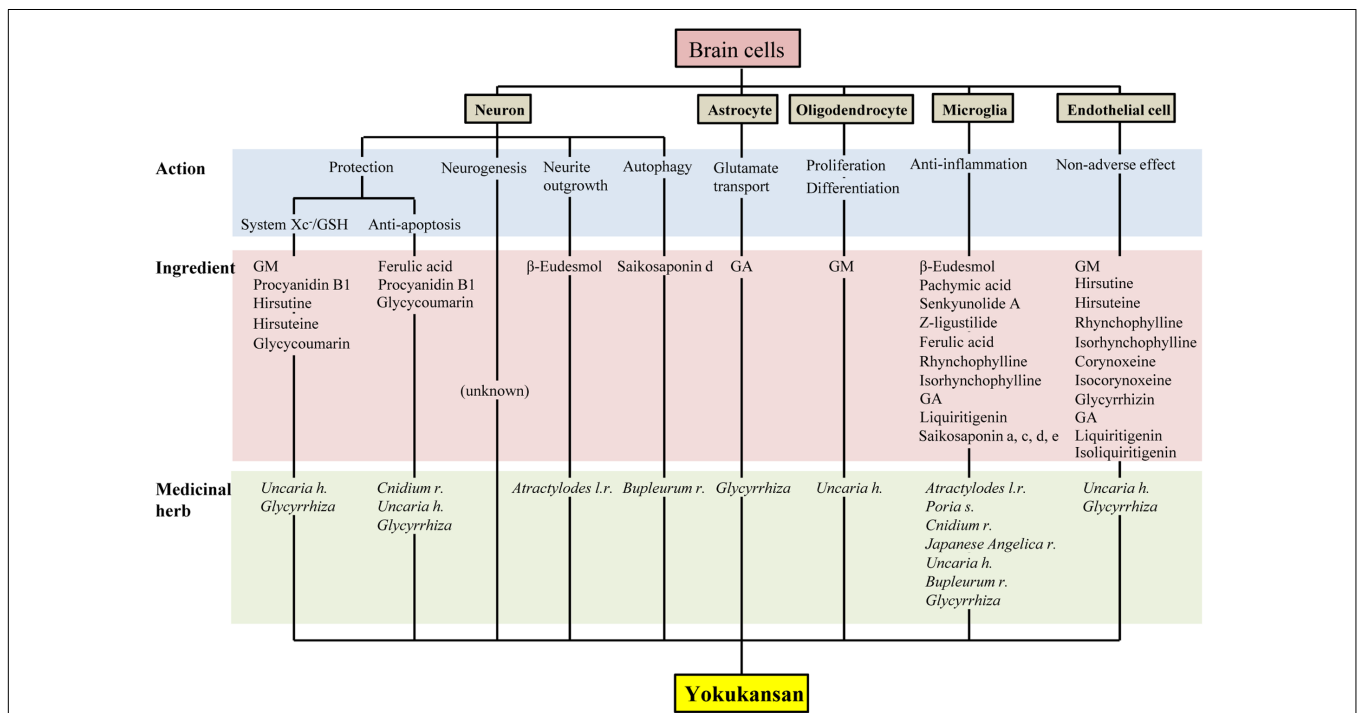 Brain cells
Neuron
Astrocyte
Oligodendrocyte
Microglia
Endothelial cell
Action
Protection
Neurogenesis
Neurite
outgrowth
Autophagy
Glutamate
transport
Proliferation
Differentiation
Anti-inflammation
Non-adverse effect
System Xc⁻/GSH
Anti-apoptosis
Ingredient
GM
Procyanidin B1
Hirsutine
Hirsuteine
Glycycoumarin
Ferulic acid
Procyanidin B1
Glycycoumarin
(unknown)
β-Eudesmol
Saikosaponin d
GA
GM
β-Eudesmol
Pachymic acid
Senkyunolide A
Z-ligustilide
Ferulic acid
Rhynchophylline
Isorhynchophylline
GA
Liquiritigenin
Saikosaponin a, c, d, e
GM
Hirsutine
Hirsuteine
Rhynchophylline
Isorhynchophylline
Corynoxeine
Isocorynoxeine
Glycyrrhizin
GA
Liquiritigenin
Isoliquiritigenin
Medicinal
herb
Uncaria h.
Glycyrrhiza
Cnidium r.
Uncaria h.
Glycyrrhiza
Atractylodes l.r.
Bupleurum r.
Glycyrrhiza
Uncaria h.
Atractylodes l.r.
Poria s.
Cnidium r.
Japanese Angelica r.
Uncaria h.
Bupleurum r.
Glycyrrhiza
Uncaria h.
Glycyrrhiza
Yokukansan